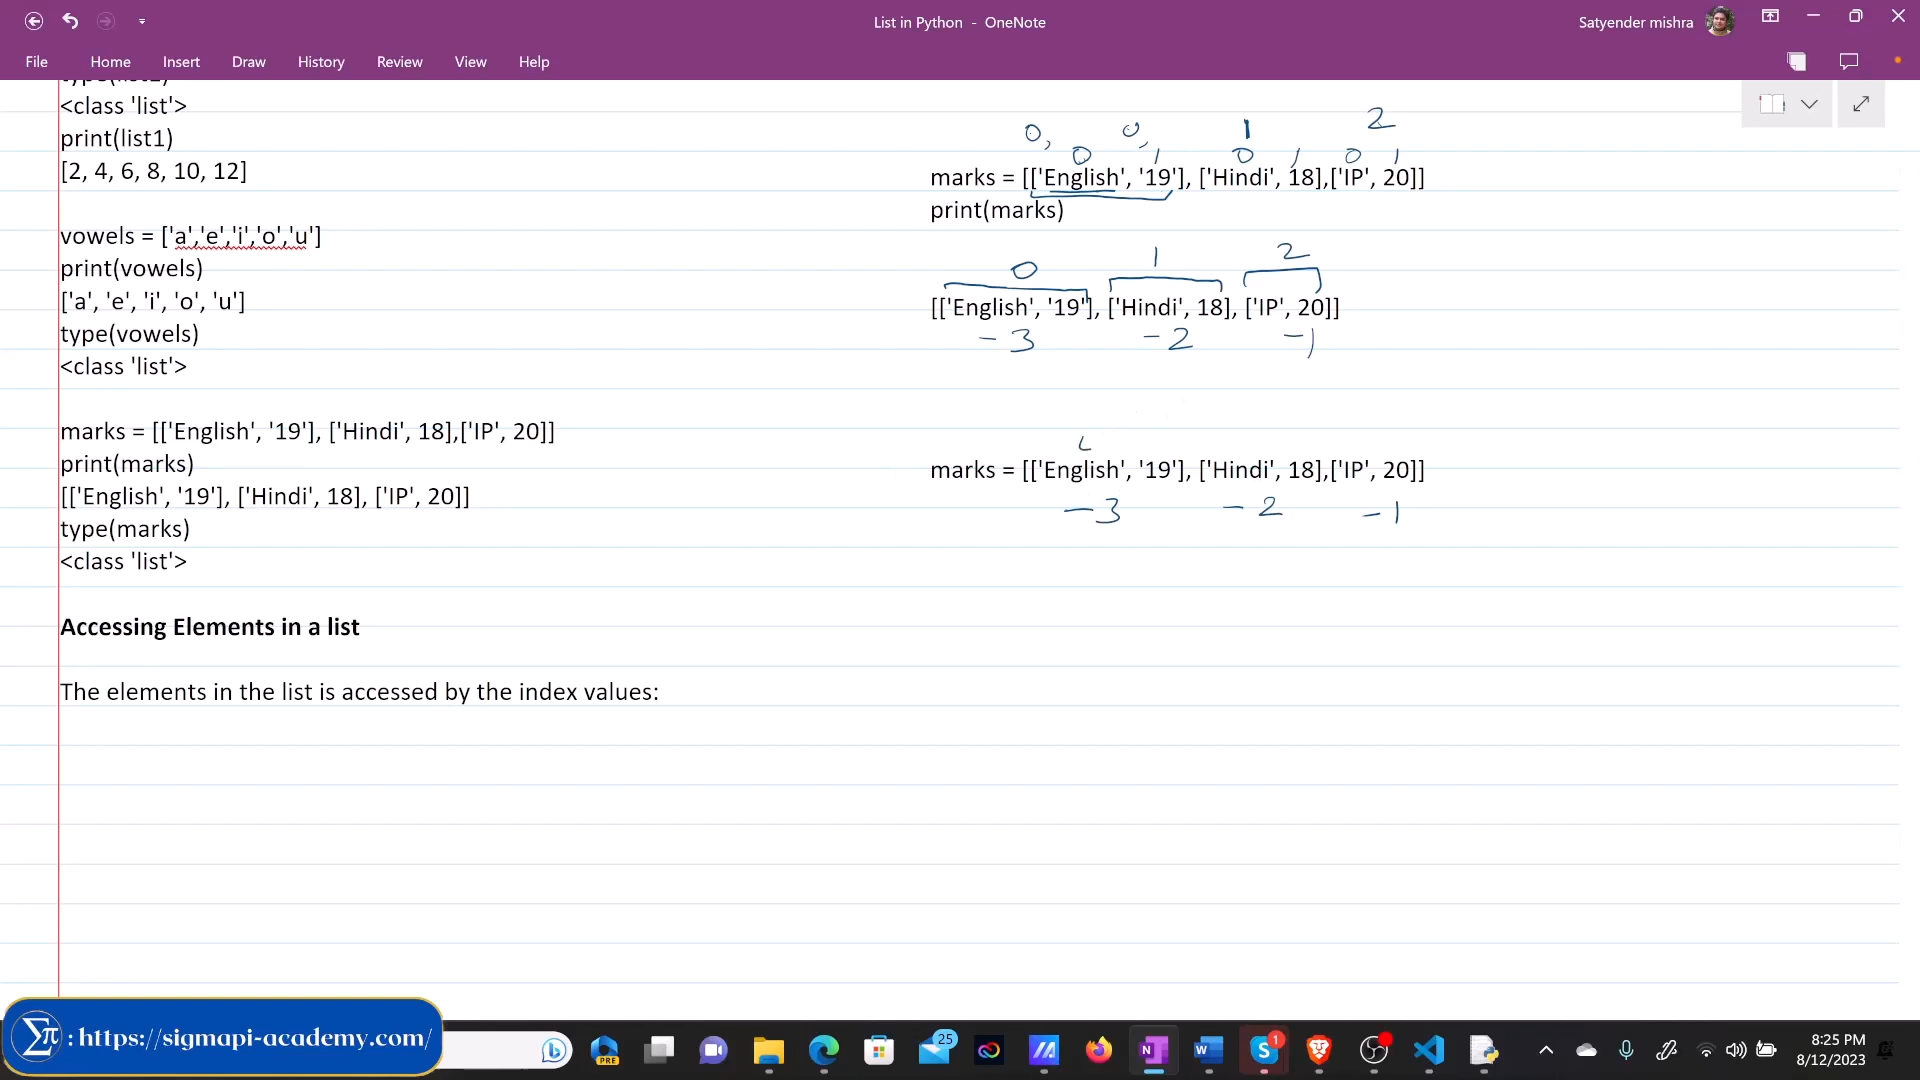 List in Python - OneNote
Satyender mishra
File Home Insert Draw History Review View Help
<class 'list'>
print(list1)
[2, 4, 6, 8, 10, 12]
vowels = ['a','e','i','o','u']
print(vowels)
['a', 'e', 'i', 'o', 'u']
type(vowels)
<class 'list'>
marks = [['English', '19'], ['Hindi', 18],['IP', 20]]
print(marks)
[['English', '19'], ['Hindi', 18], ['IP', 20]]
type(marks)
<class 'list'>
Accessing Elements in a list
The elements in the list is accessed by the index values:
0, 0, 1 2
0 1 0 1 0 1
marks = [['English', '19'], ['Hindi', 18],['IP', 20]]
print(marks)
0 1 2
[['English', '19'], ['Hindi', 18], ['IP', 20]]
-3 -2 -1
marks = [['English', '19'], ['Hindi', 18],['IP', 20]]
-3 -2 -1
Σπ : https://sigmapi-academy.com/
PRE
25
N
W
S
1
8:25 PM
8/12/2023